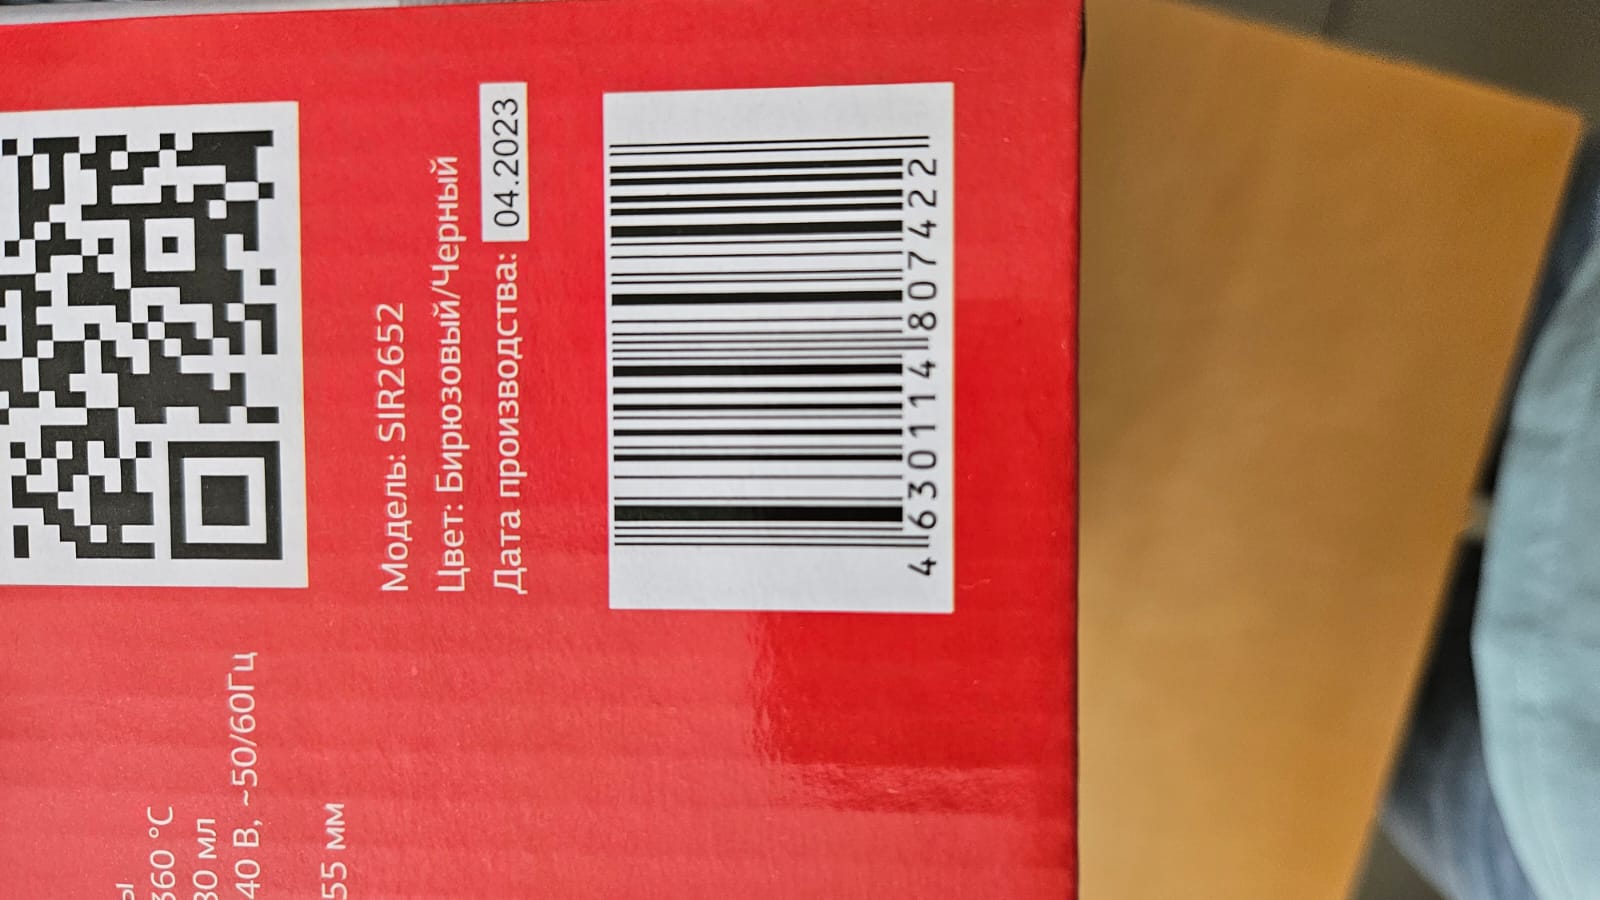 Модель: SIR2652
Цвет: Бирюзовый/Черный
Дата производства: 04.2023
4 630114 807422
360 °C
мл
40 В, ~50/60Гц
55 мм